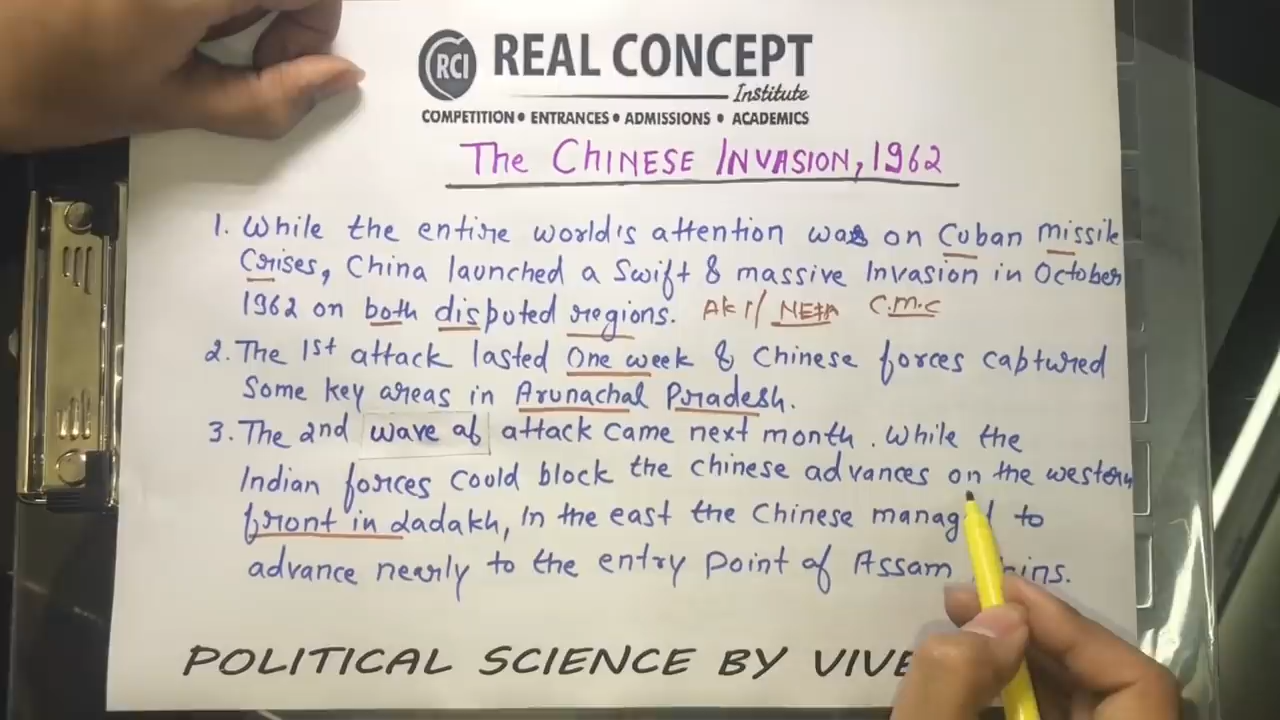 RCI REAL CONCEPT
Institute
COMPETITION • ENTRANCES • ADMISSIONS • ACADEMICS
The CHINESE INVASION, 1962
1. While the entire world's attention was on Cuban missile
Crises, China launched a Swift & massive Invasion in October
1962 on both disputed regions. AkI/ NEFA C.M.C
2. The 1st attack lasted One week & Chinese forces captured
Some key areas in Arunachal Pradesh.
3. The 2nd wave of attack came next month. While the
Indian forces could block the Chinese advances on the western
front in Ladakh, In the east the Chinese managed to
advance nearly to the entry Point of Assam
POLITICAL SCIENCE BY